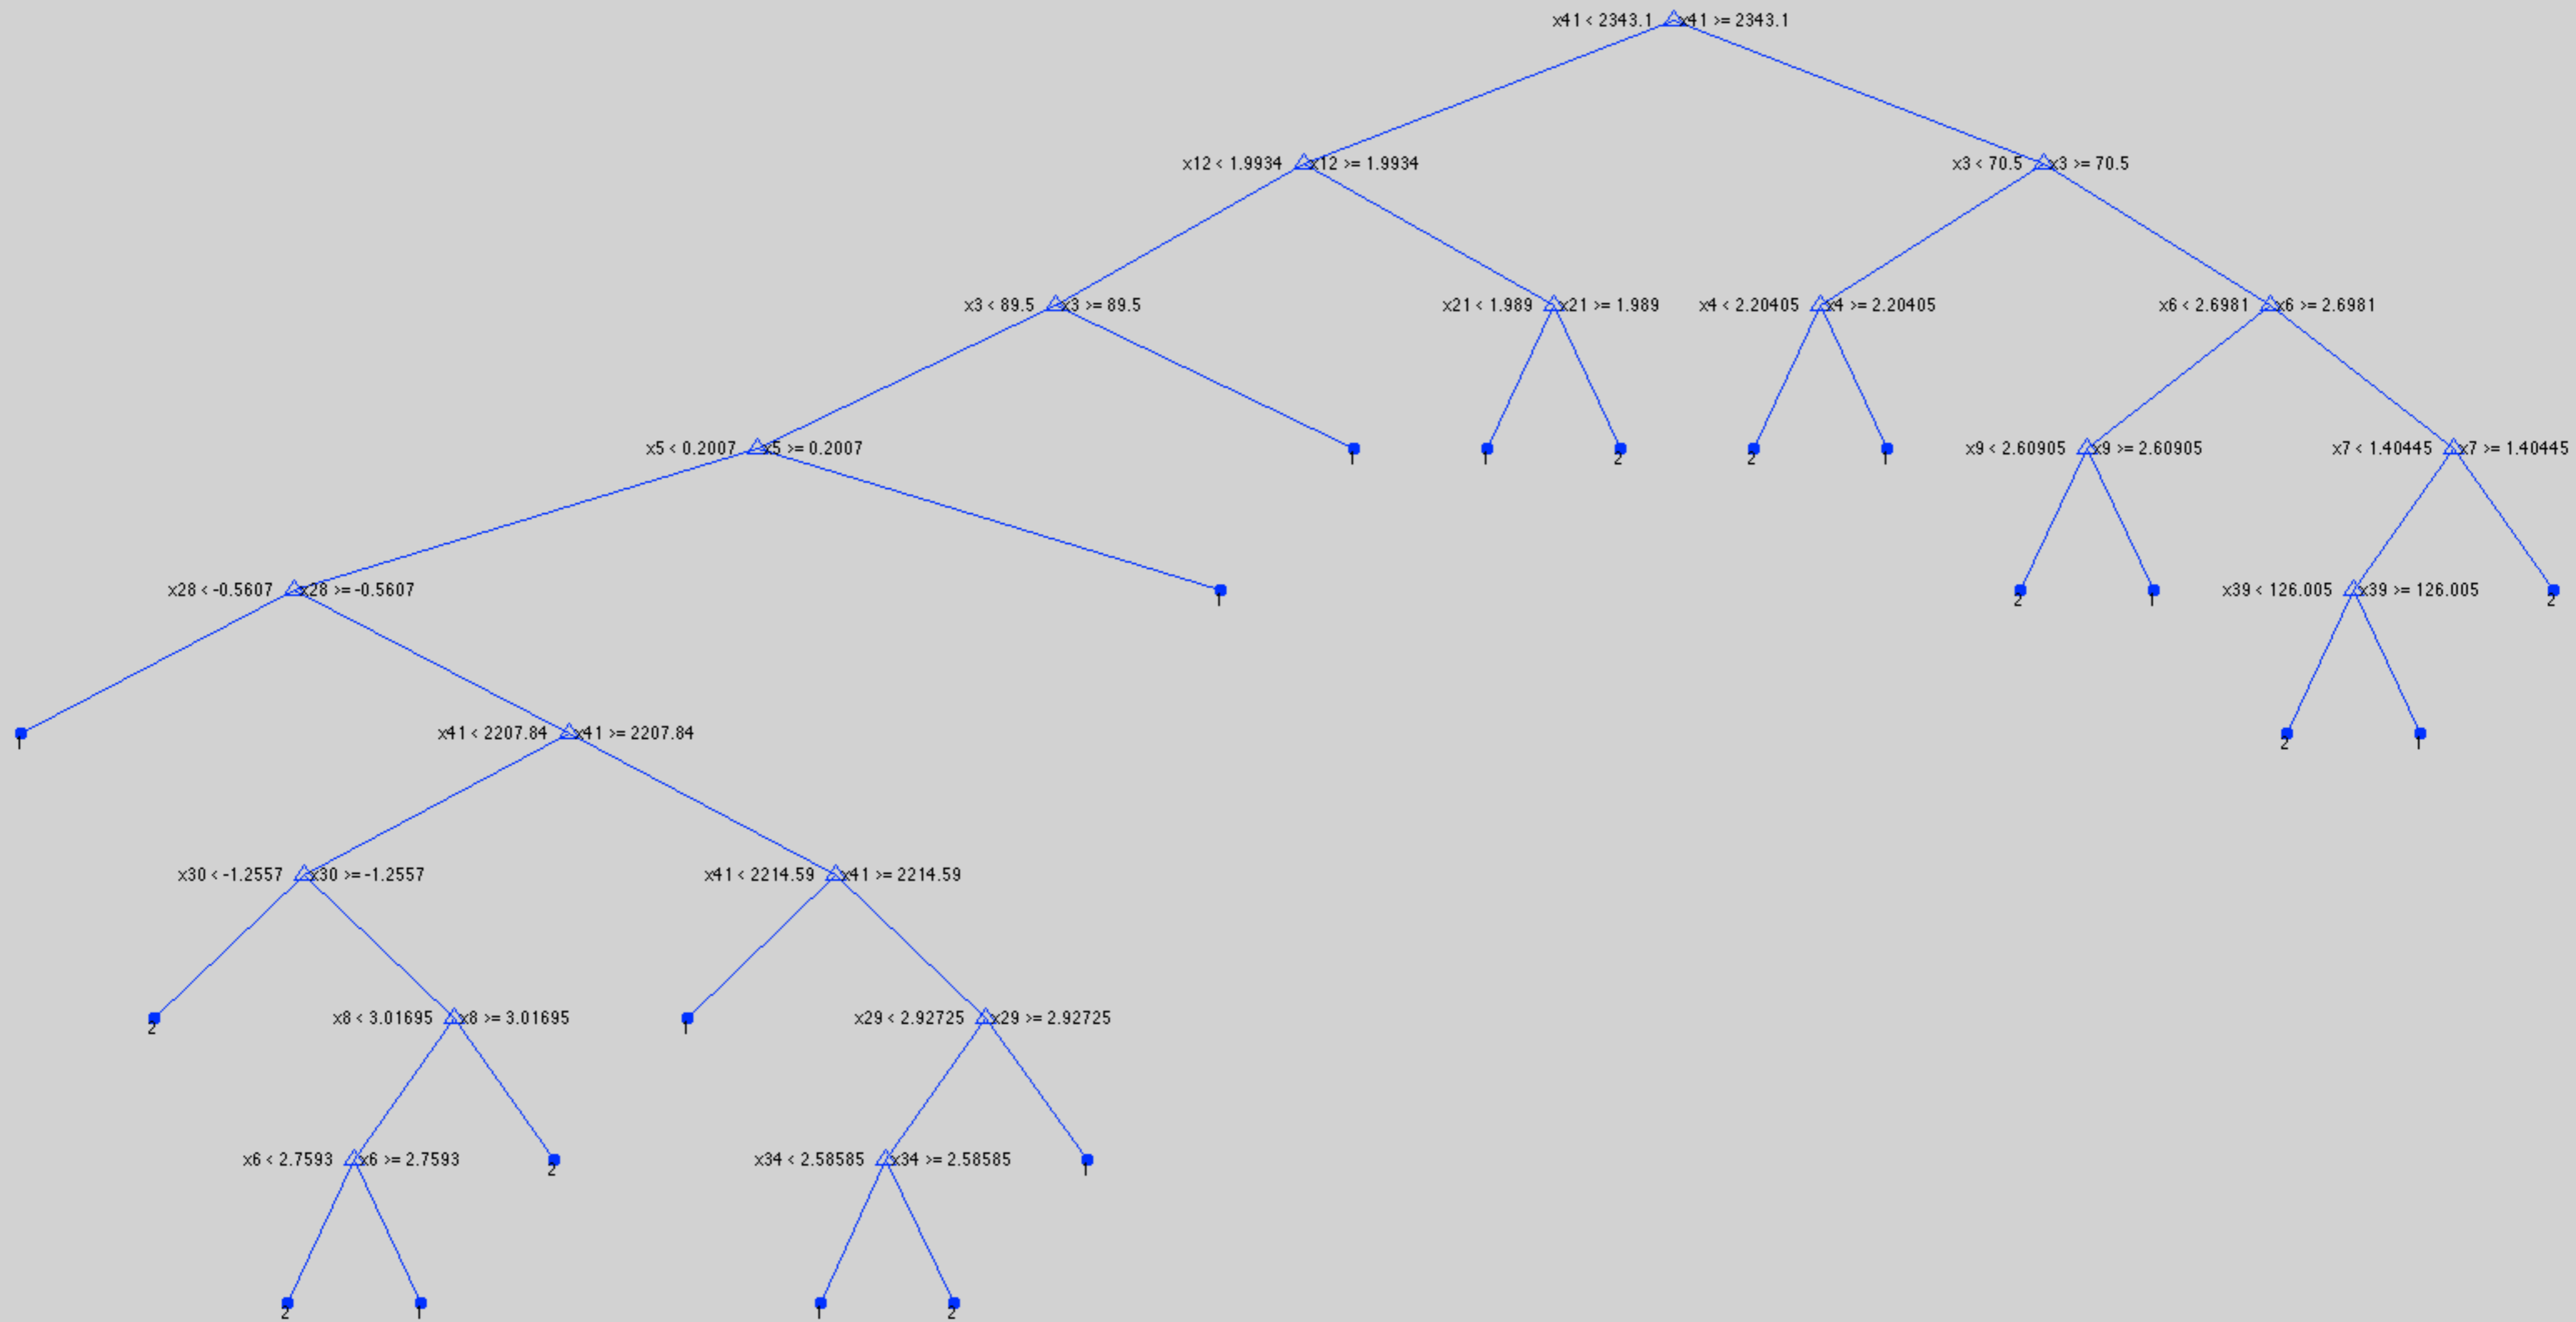 x41 < 2343.1 x41 >= 2343.1
x12 < 1.9934 x12 >= 1.9934 x3 < 70.5 x3 >= 70.5
x3 < 89.5 x3 >= 89.5 x21 < 1.989 x21 >= 1.989 x4 < 2.20405 x4 >= 2.20405 x6 < 2.6981 x6 >= 2.6981
x5 < 0.2007 x5 >= 0.2007 1 1 2 2 1 x9 < 2.60905 x9 >= 2.60905 x7 < 1.40445 x7 >= 1.40445
x28 < -0.5607 x28 >= -0.5607 1 2 1 x39 < 126.005 x39 >= 126.005 2
1 x41 < 2207.84 x41 >= 2207.84 2 1
x30 < -1.2557 x30 >= -1.2557 x41 < 2214.59 x41 >= 2214.59
2 x8 < 3.01695 x8 >= 3.01695 1 x29 < 2.92725 x29 >= 2.92725
x6 < 2.7593 x6 >= 2.7593 2 x34 < 2.58585 x34 >= 2.58585 1
2 1 1 2